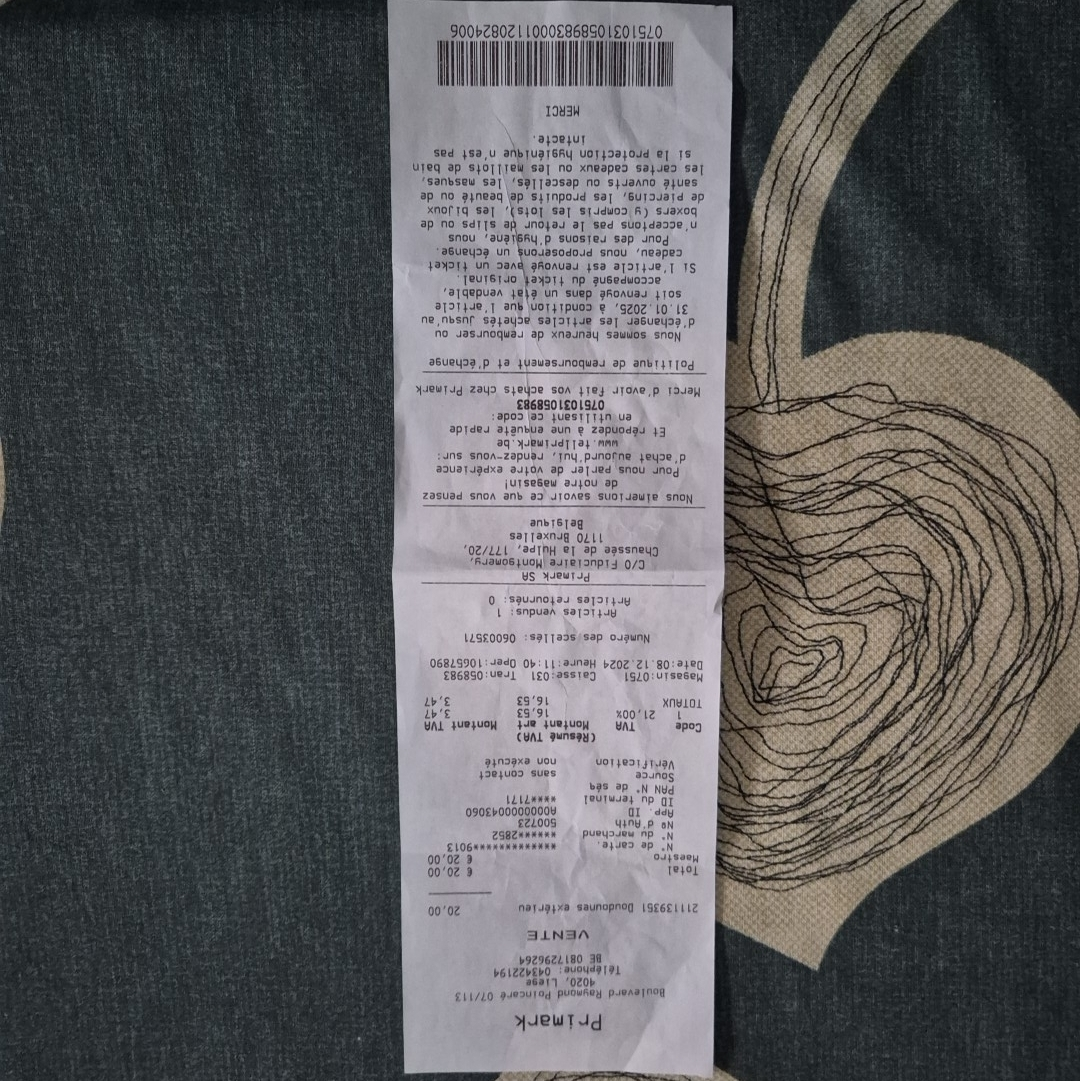 Primark
Boulevard Raymond Poincaré 07/113
4020, Liege
Téléphone: 043422194
BE 0817296264
VENTE
211139351 Doudounes extérieu 20,00
Total € 20,00
Maestro € 20,00
N° de carte. *************9013
N° du marchand ******2852
Nº d'Auth 500723
App. ID A0000000043060
ID du terminal ****7171
PAN N° de séq
Source sans contact
Vérification non exécuté
(Résumé TVA)
Code TVA Montant art Montant TVA
1 21,00% 16,53 3,47
TOTAUX 16,53 3,47
Magasin:0751 Caisse:031 Tran:058983
Date:08.12.2024 Heure:11:40 Oper:10657890
Numéro des scellés: 06003571
Articles vendus: 1
Articles retournés: 0
Primark SA
C/O Fiduciaire Montgomery,
Chaussée de la Hulpe, 177/20,
1170 Bruxelles
Belgique
Nous aimerions savoir ce que vous pensez
de notre magasin!
Pour nous parler de votre expérience
d'achat aujourd'hui, rendez-vous sur:
www.tellprimark.be
Et répondez à une enquête rapide
en utilisant ce code:
0751031058983
Merci d'avoir fait vos achats chez Primark
Politique de remboursement et d'échange
Nous sommes heureux de rembourser ou
d'échanger les articles achetés jusqu'au
31.01.2025, à condition que l'article
soit renvoyé dans un état vendable,
accompagné du ticket original.
Si l'article est renvoyé avec un ticket
cadeau, nous proposerons un échange.
Pour des raisons d'hygiène, nous
n'acceptons pas le retour de slips ou de
boxers (y compris les lots), les bijoux
de piercing, les produits de beauté ou de
santé ouverts ou descellés, les masques,
les cartes cadeaux ou les maillots de bain
si la protection hygiénique n'est pas
intacte.
MERCI
07510310589830001120824006